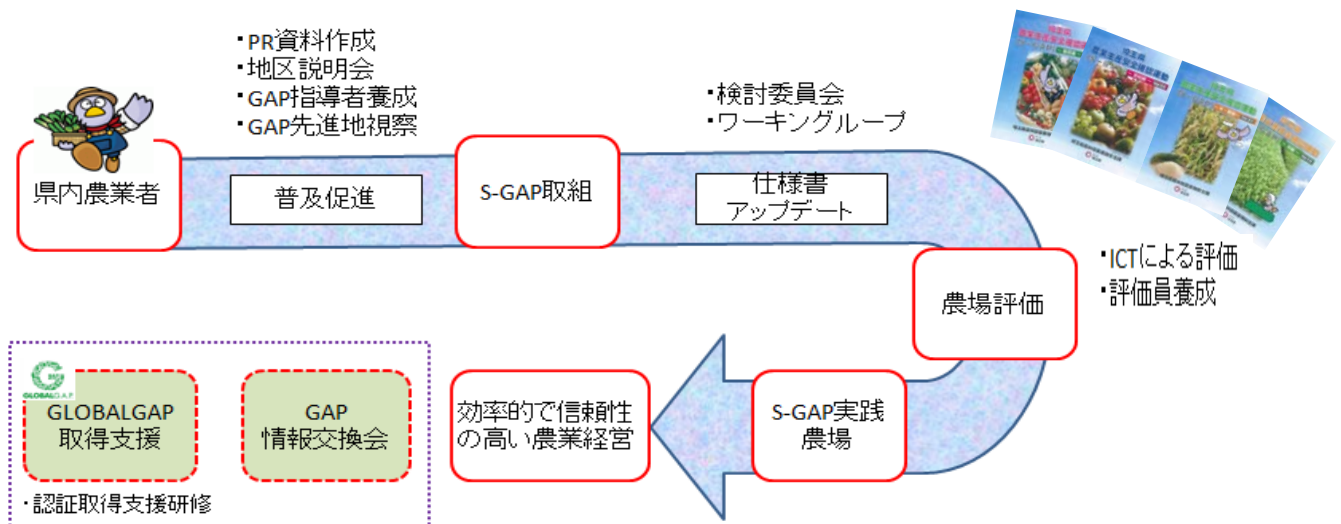 ・PR資料作成
・地区説明会
・GAP指導者養成
・GAP先進地視察
・検討委員会
・ワーキングループ
県内農業者
普及促進
S-GAP取組
仕様書
アップデート
農場評価
・ICTによる評価
・評価員養成
GLOBALG.A.P.
GLOBALGAP
取得支援
GAP
情報交換会
効率的で信頼性
の高い農業経営
S-GAP実践
農場
・認証取得支援研修